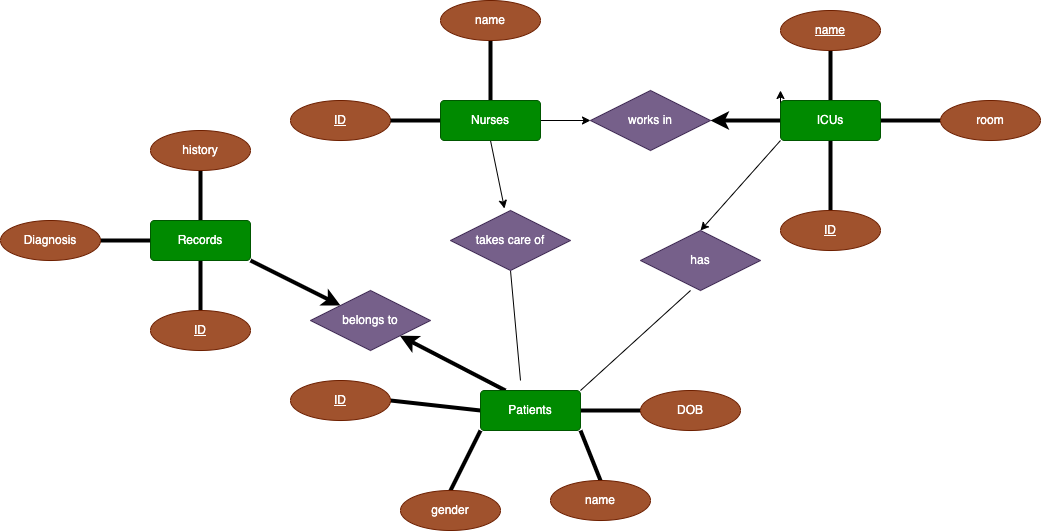 name
name
ID
Nurses
works in
ICUs
room
history
Diagnosis
Records
takes care of
ID
has
ID
belongs to
ID
Patients
DOB
gender
name